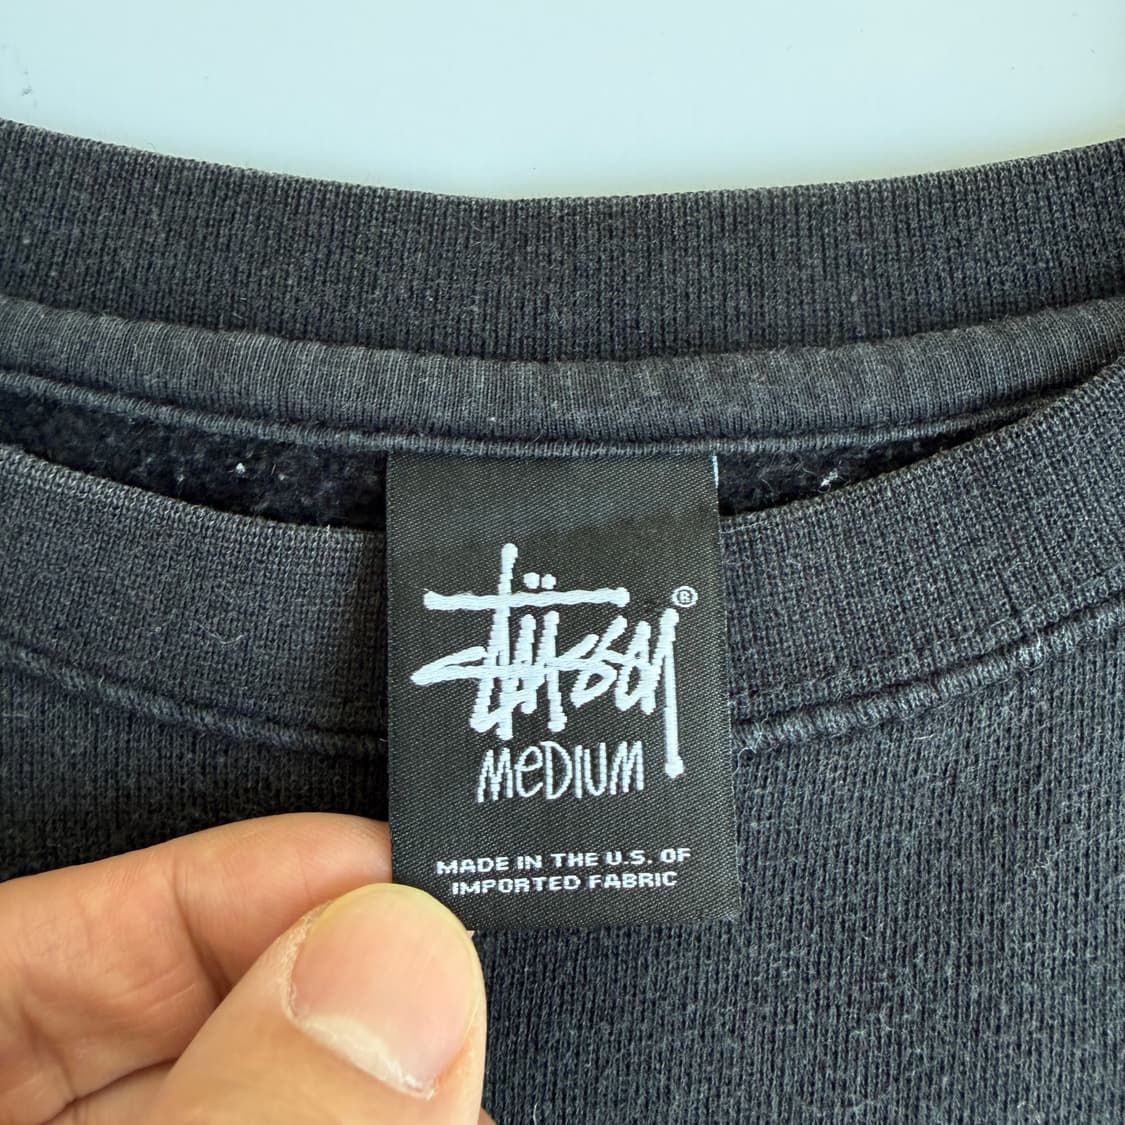 Stüssy®
MeDIUM
MADE IN THE U.S. OF
IMPORTED FABRIC